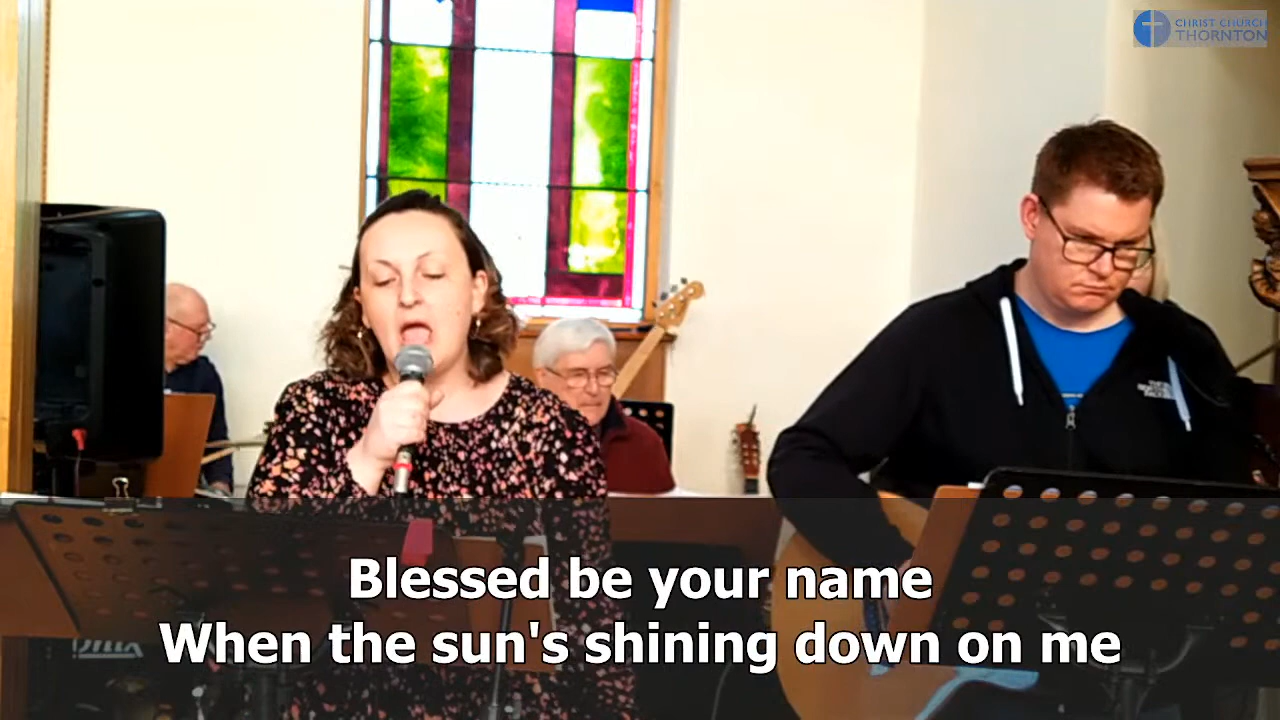 CHRIST CHURCH
THORNTON
Blessed be your name
When the sun's shining down on me